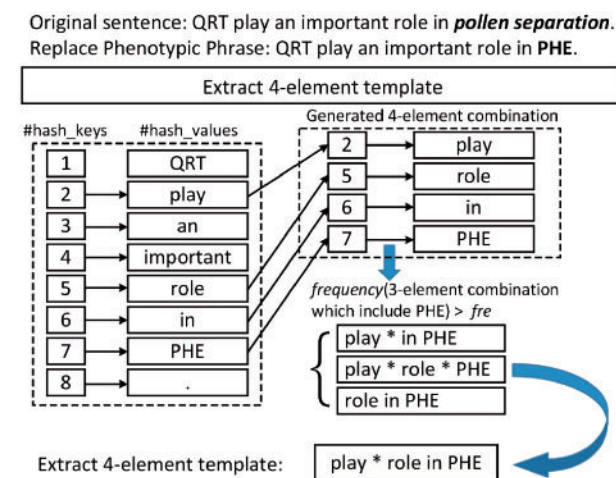 Original sentence: QRT play an important role in pollen separation.
Replace Phenotypic Phrase: QRT play an important role in PHE.
Extract 4-element template
#hash_keys #hash_values
1 QRT
2 play
3 an
4 important
5 role
6 in
7 PHE
8 .
Generated 4-element combination
2 play
5 role
6 in
7 PHE
frequency(3-element combination
which include PHE) > fre
play * in PHE
play * role * PHE
role in PHE
Extract 4-element template: play * role in PHE